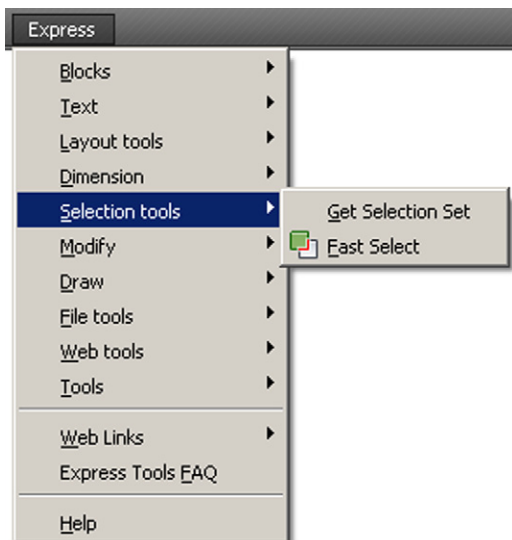 Express
Blocks
Text
Layout tools
Dimension
Selection tools
Get Selection Set
Fast Select
Modify
Draw
File tools
Web tools
Tools
Web Links
Express Tools FAQ
Help